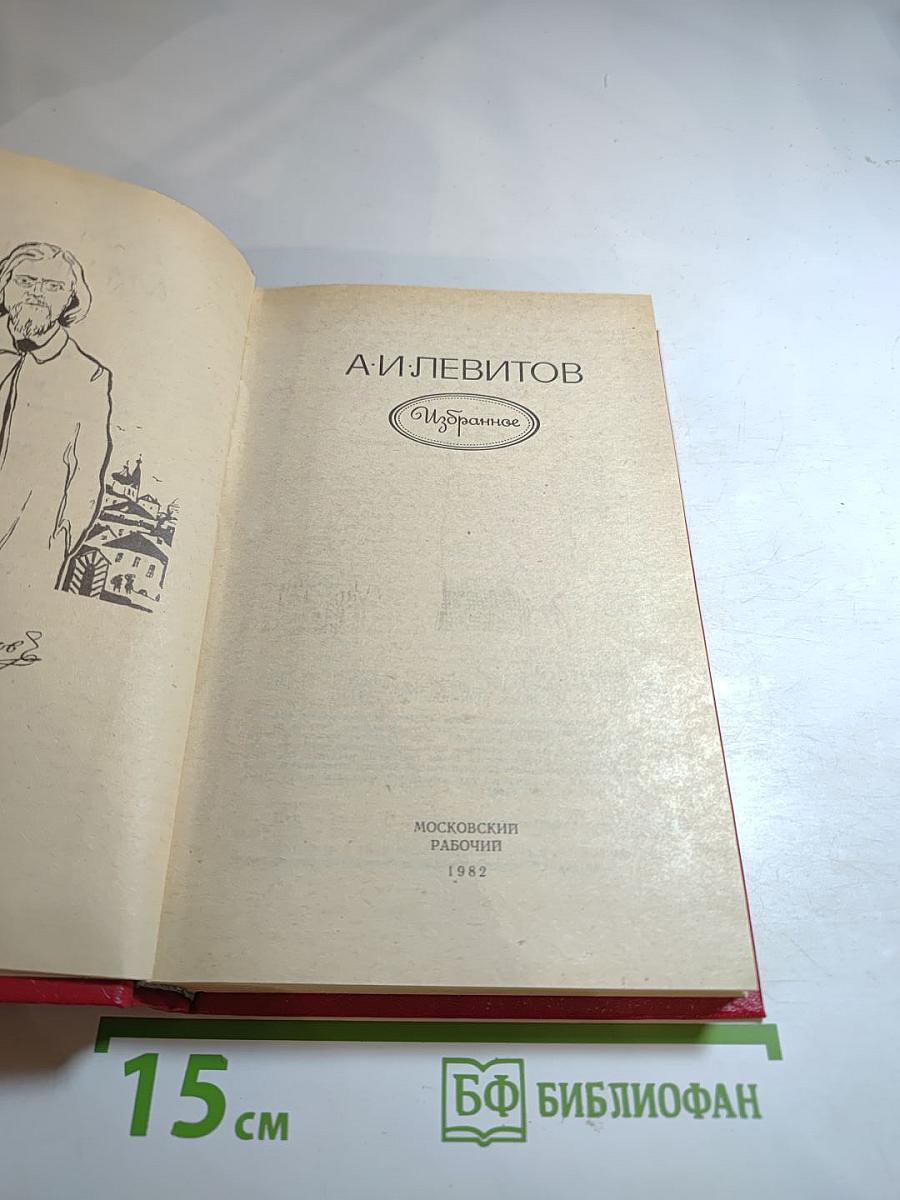 А·И·ЛЕВИТОВ
Избранное
МОСКОВСКИЙ
РАБОЧИЙ
1982
15 см
БФ БИБЛИОФАН